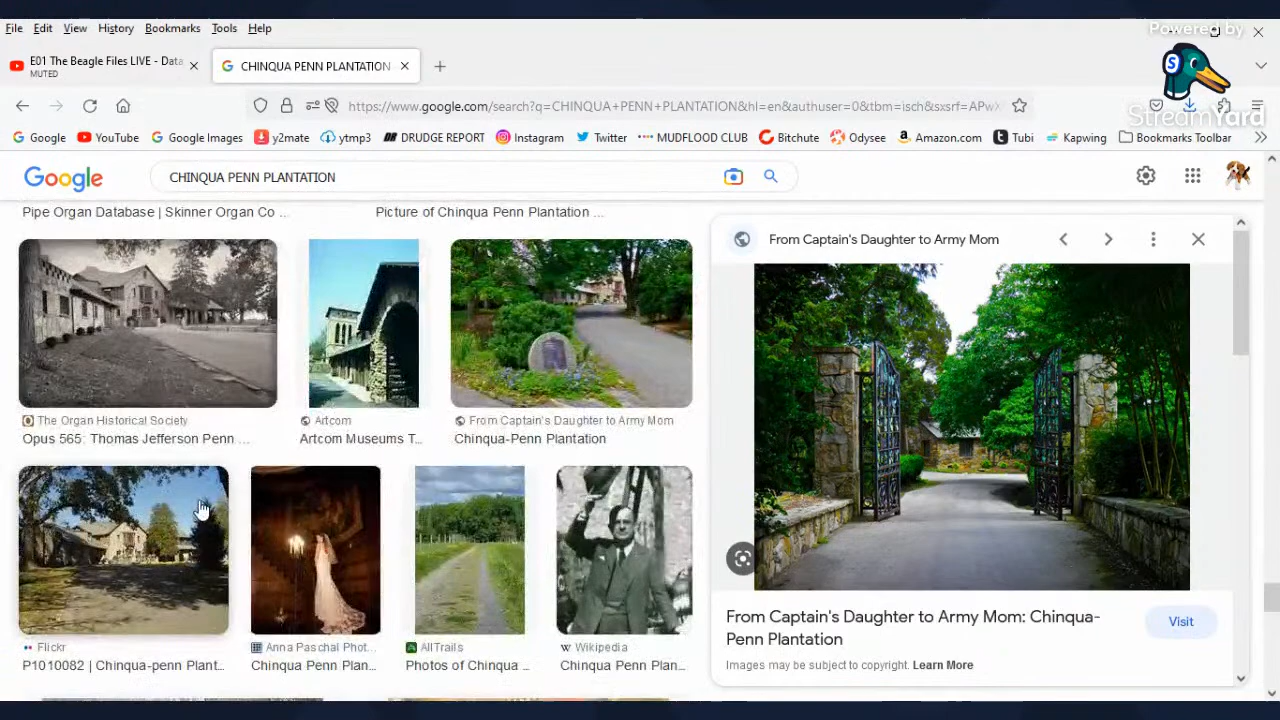 Powered by
StreamYard
File Edit View History Bookmarks Tools Help
E01 The Beagle Files LIVE - Data
MUTED
CHINQUA PENN PLANTATION
https://www.google.com/search?q=CHINQUA+PENN+PLANTATION&hl=en&authuser=0&tbm=isch&sxsrf=APwX
Google YouTube Google Images y2mate ytmp3 DRUDGE REPORT Instagram Twitter MUDFLOOD CLUB Bitchute Odysee Amazon.com Tubi Kapwing Bookmarks Toolbar
Google CHINQUA PENN PLANTATION
Pipe Organ Database | Skinner Organ Co ... Picture of Chinqua Penn Plantation ...
The Organ Historical Society
Opus 565: Thomas Jefferson Penn ...
Artcom
Artcom Museums T...
From Captain's Daughter to Army Mom
Chinqua-Penn Plantation
Flickr
P1010082 | Chinqua-penn Plant...
Anna Paschal Phot...
Chinqua Penn Plan...
AllTrails
Photos of Chinqua ...
Wikipedia
Chinqua Penn Plan...
From Captain's Daughter to Army Mom
From Captain's Daughter to Army Mom: Chinqua-
Penn Plantation
Visit
Images may be subject to copyright. Learn More